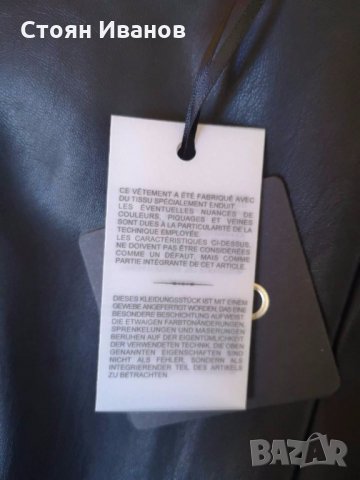 Стоян Иванов
CE VÊTEMENT A ÉTÉ FABRIQUÉ AVEC
DU TISSU SPÉCIALEMENT ENDUIT.
LES ÉVENTUELLES NUANCES DE
COULEURS, PIQUAGES ET VEINES
SONT DUES À LA PARTICULARITÉ DE LA
TECHNIQUE EMPLOYÉE.
LES CARACTÉRISTIQUES CI-DESSUS,
NE DOIVENT PAS ÊTRE CONSIDÉRÉES
COMME UN DÉFAUT, MAIS COMME
PARTIE INTÉGRANTE DE CET ARTICLE.
DIESES KLEIDUNGSSTÜCK IST MIT EINEM
GEWEBE ANGEFERTIGT WORDEN, DAS EINE
BESONDERE BESCHICHTUNG AUFWEIST.
DIE ETWAIGEN FARBTONÄNDERUNGEN,
SPRENKELUNGEN UND MASERUNGEN
BERUHEN AUF DER EIGENTÜMLICHKEIT
DER VERWENDETEN TECHNIK. DIE OBEN
GENANNTEN EIGENSCHAFTEN SIND
NICHT ALS FEHLER, SONDERN ALS
INTEGRIERENDER TEIL DES ARTIKELS
ZU BETRACHTEN.
BAZAR